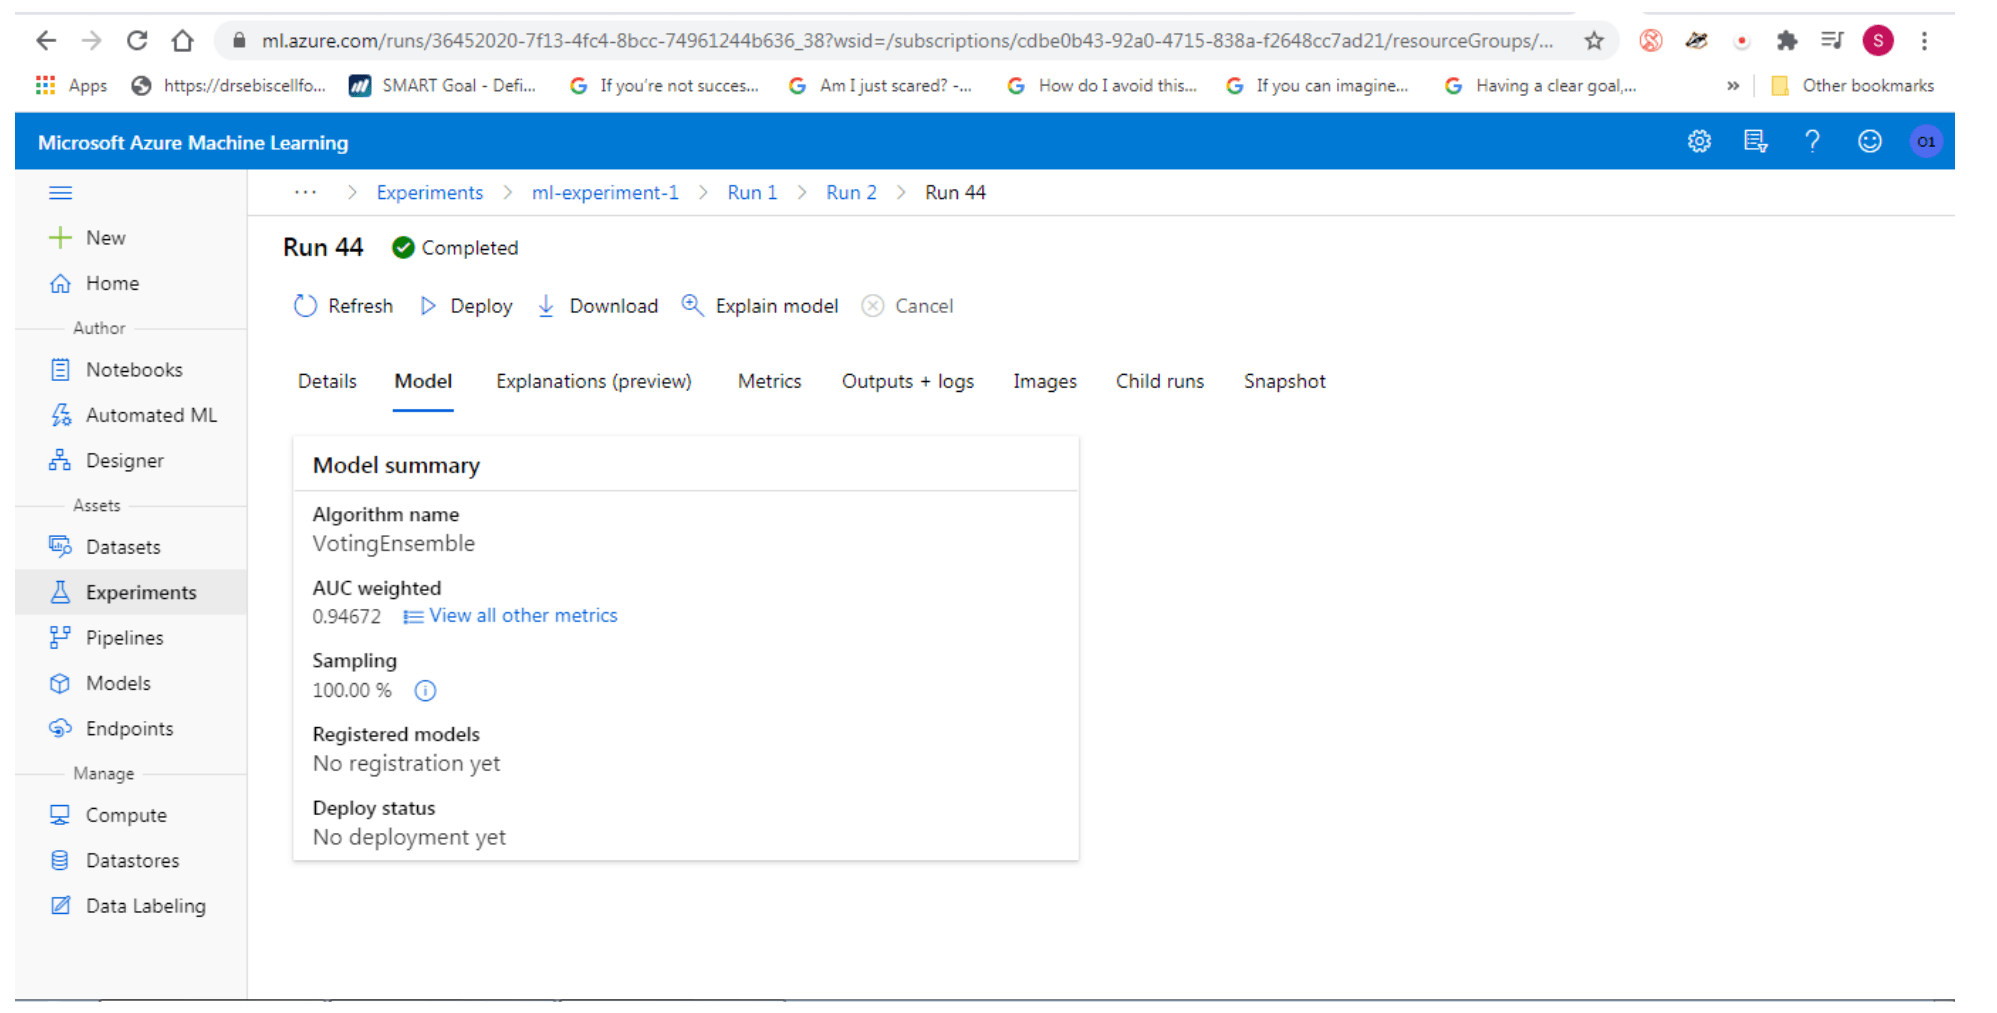 ml.azure.com/runs/36452020-7f13-4fc4-8bcc-74961244b636_38?wsid=/subscriptions/cdbe0b43-92a0-4715-838a-f2648cc7ad21/resourceGroups/... S
Apps https://drsebiscellfo... SMART Goal - Defi... If you're not succes... Am I just scared? -... How do I avoid this... If you can imagine... Having a clear goal,... » Other bookmarks
Microsoft Azure Machine Learning ? O1
··· > Experiments > ml-experiment-1 > Run 1 > Run 2 > Run 44
New
Home
Author
Notebooks
Automated ML
Designer
Assets
Datasets
Experiments
Pipelines
Models
Endpoints
Manage
Compute
Datastores
Data Labeling
Run 44 Completed
Refresh Deploy Download Explain model Cancel
Details Model Explanations (preview) Metrics Outputs + logs Images Child runs Snapshot
Model summary
Algorithm name
VotingEnsemble
AUC weighted
0.94672 View all other metrics
Sampling
100.00 %
Registered models
No registration yet
Deploy status
No deployment yet